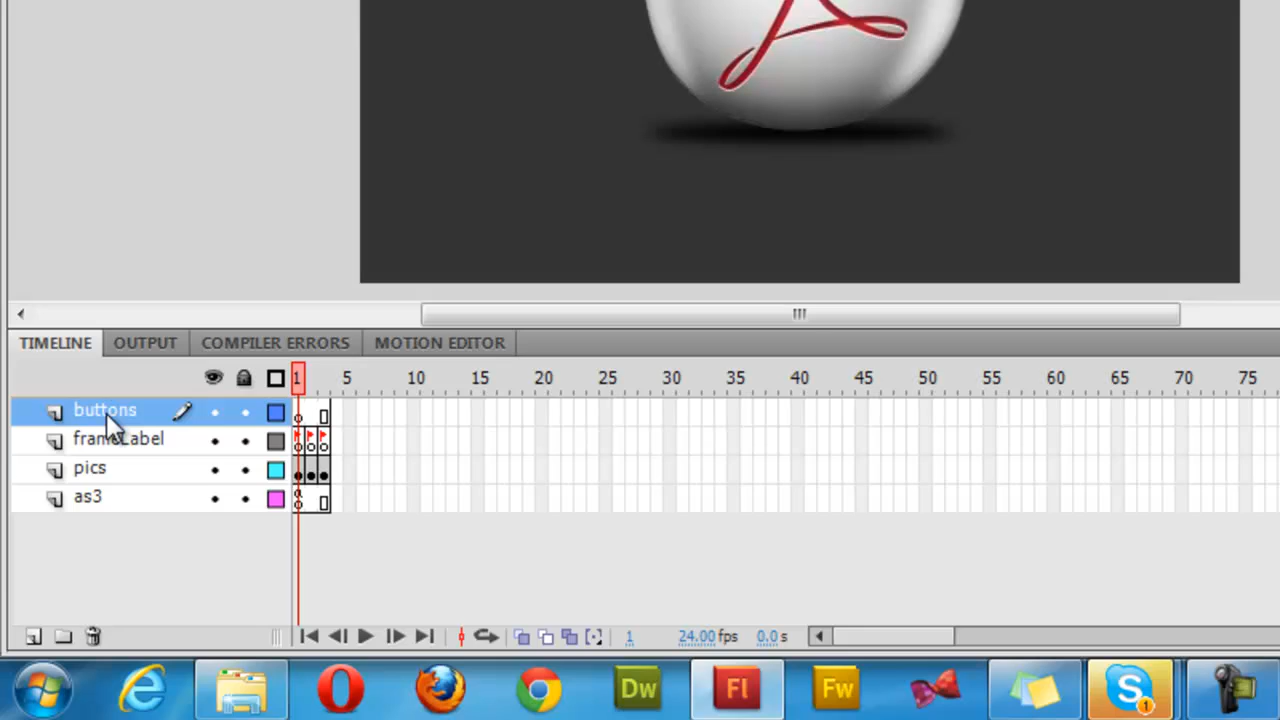 TIMELINE OUTPUT COMPILER ERRORS MOTION EDITOR
1 5 10 15 20 25 30 35 40 45 50 55 60 65 70 75
buttons
frameLabel
pics
as3
1 24.00 fps 0.0 s
Dw Fl Fw S 1